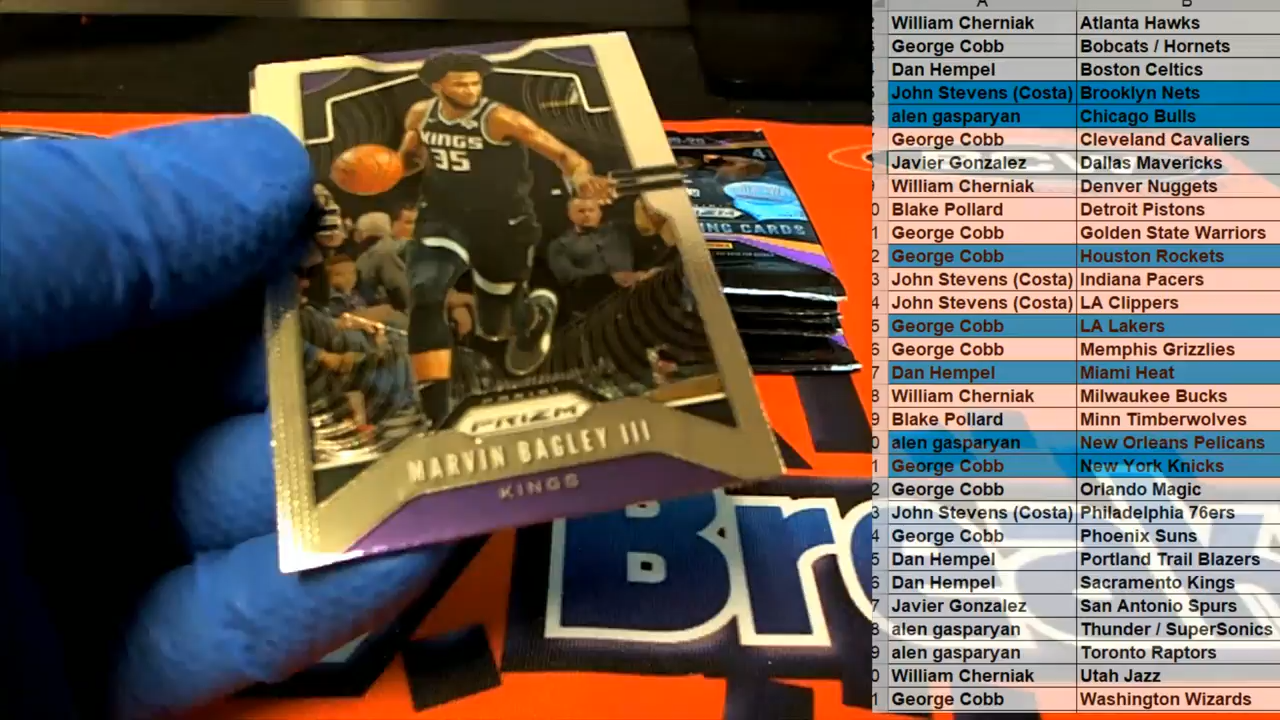 KINGS
35
PANINI
PRIZM
MARVIN BAGLEY III
KINGS
ING CARDS
Br
A B
William Cherniak Atlanta Hawks
George Cobb Bobcats / Hornets
Dan Hempel Boston Celtics
John Stevens (Costa) Brooklyn Nets
alen gasparyan Chicago Bulls
George Cobb Cleveland Cavaliers
Javier Gonzalez Dallas Mavericks
William Cherniak Denver Nuggets
Blake Pollard Detroit Pistons
George Cobb Golden State Warriors
George Cobb Houston Rockets
John Stevens (Costa) Indiana Pacers
John Stevens (Costa) LA Clippers
George Cobb LA Lakers
George Cobb Memphis Grizzlies
Dan Hempel Miami Heat
William Cherniak Milwaukee Bucks
Blake Pollard Minn Timberwolves
alen gasparyan New Orleans Pelicans
George Cobb New York Knicks
George Cobb Orlando Magic
John Stevens (Costa) Philadelphia 76ers
George Cobb Phoenix Suns
Dan Hempel Portland Trail Blazers
Dan Hempel Sacramento Kings
Javier Gonzalez San Antonio Spurs
alen gasparyan Thunder / SuperSonics
alen gasparyan Toronto Raptors
William Cherniak Utah Jazz
George Cobb Washington Wizards